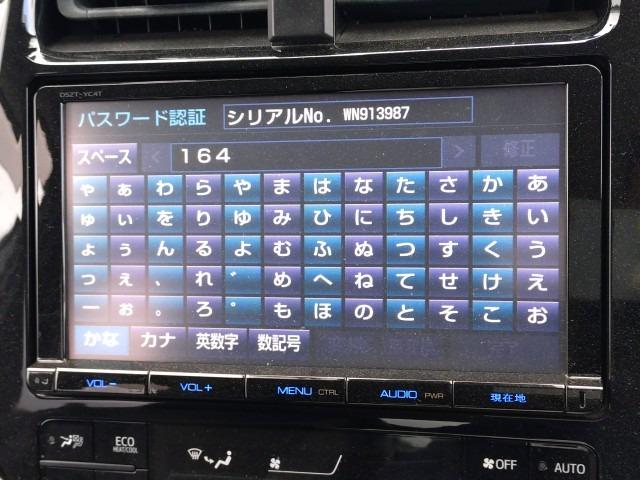 DSZT-YC4T
パスワード認証 シリアルNo. WN913987
スペース < 164 > 修正
ゃ ぁ わ ら や ま は な た さ か あ
ゅ ぃ を り ゆ み ひ に ち し き い
ょ ぅ ん る よ む ふ ぬ つ す く う
っ ぇ 、 れ ゛ め へ ね て せ け え
ー ぉ 。 ろ ゜ も ほ の と そ こ お
かな カナ 英数字 数記号
VOL− VOL+ MENU CTRL AUDIO PWR 現在地
ECO OFF AUTO
HEAT/COOL